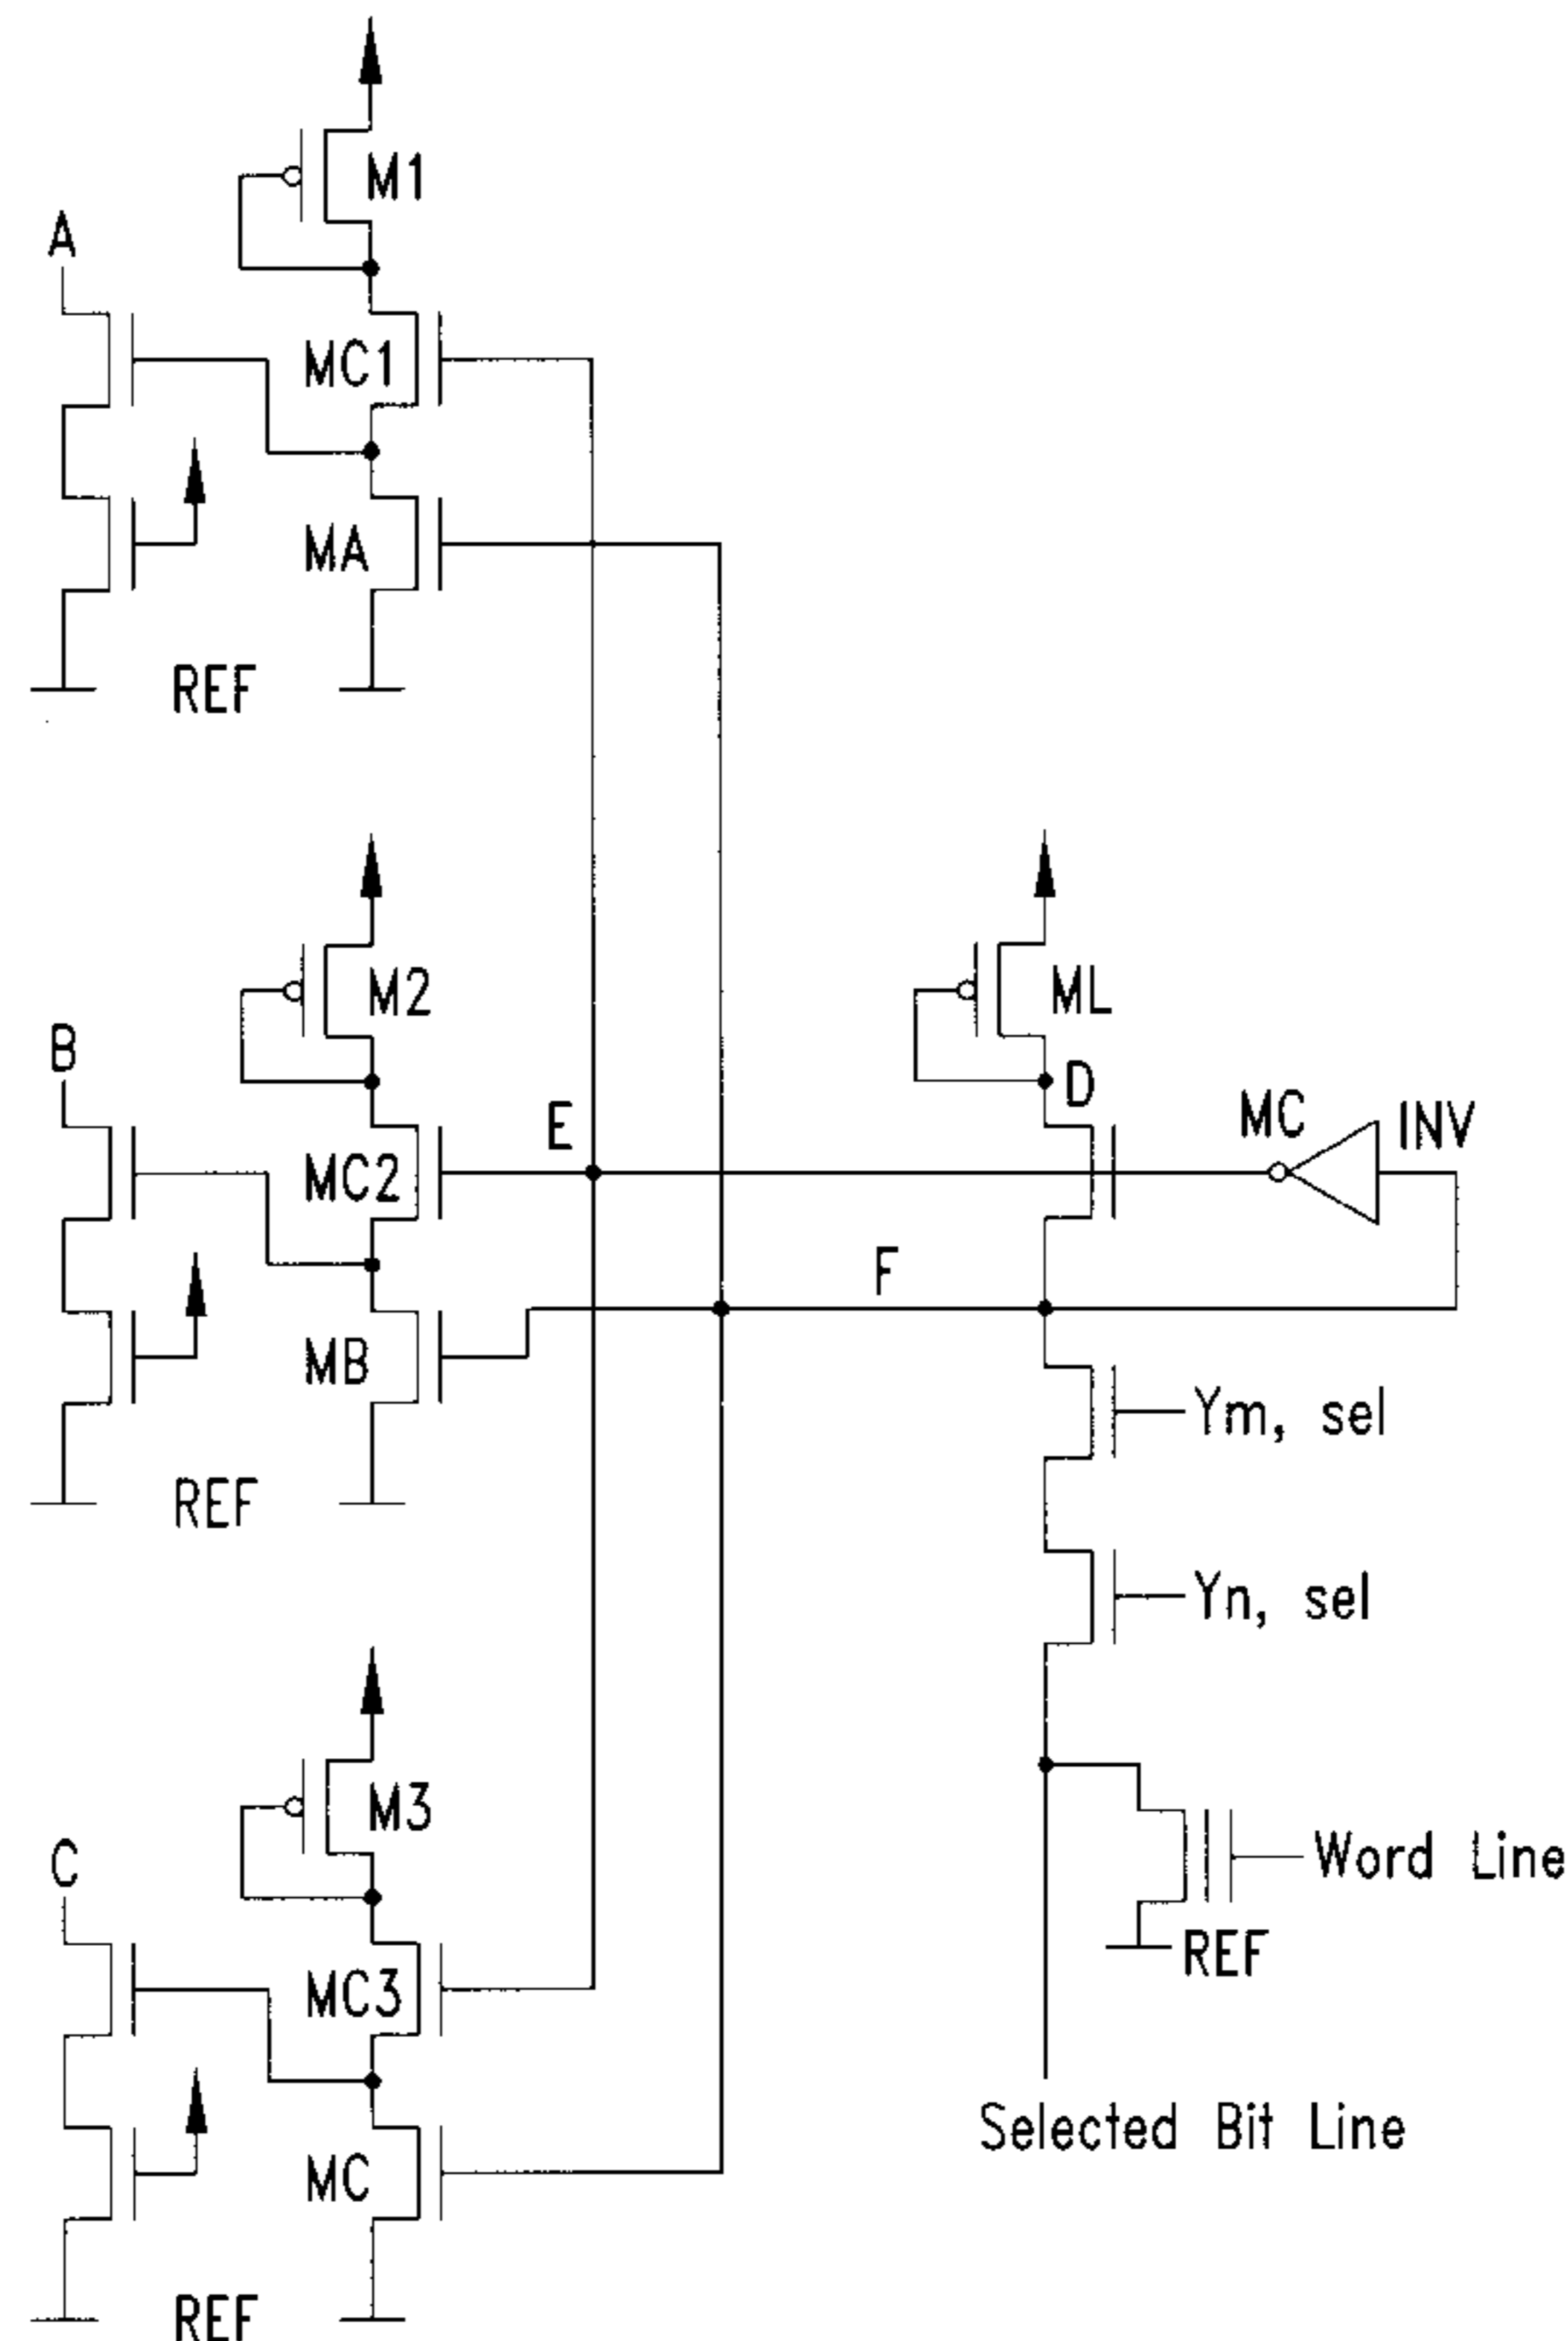 M1
A
MC1
MA
REF
M2
ML
B
D
MC
INV
E
MC2
F
MB
Ym, sel
REF
Yn, sel
M3
C
Word Line
REF
MC3
Selected Bit Line
MC
REF